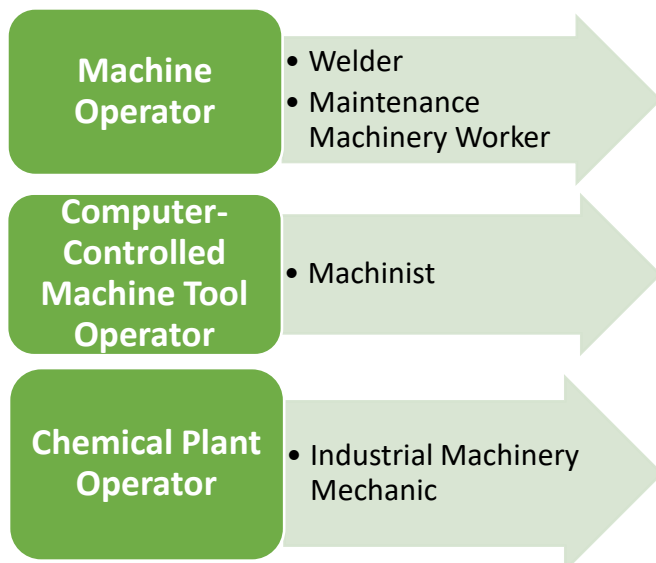 Machine
Operator
• Welder
• Maintenance
Machinery Worker
Computer-
Controlled
Machine Tool
Operator
• Machinist
Chemical Plant
Operator
• Industrial Machinery
Mechanic